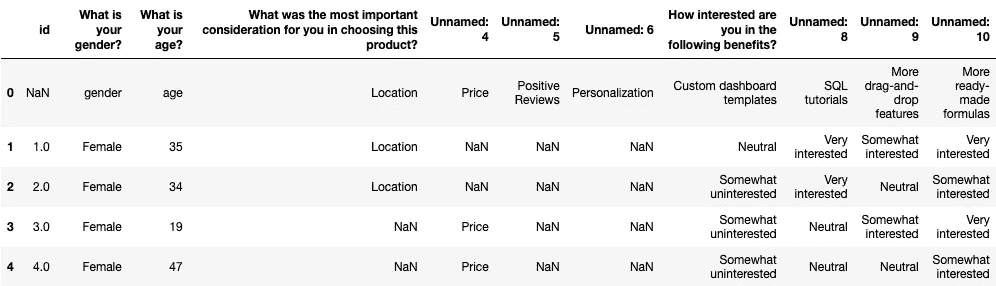 id
What is
your
gender?
What is
your
age?
What was the most important
consideration for you in choosing this
product?
Unnamed:
4
Unnamed:
5
Unnamed: 6
How interested are
you in the
following benefits?
Unnamed:
8
Unnamed:
9
Unnamed:
10
0
NaN
gender
age
Location
Price
Positive
Reviews
Personalization
Custom dashboard
templates
SQL
tutorials
More
drag-and-
drop
features
More
ready-
made
formulas
1
1.0
Female
35
Location
NaN
NaN
NaN
Neutral
Very
interested
Somewhat
interested
Very
interested
2
2.0
Female
34
Location
NaN
NaN
NaN
Somewhat
uninterested
Very
interested
Neutral
Somewhat
interested
3
3.0
Female
19
NaN
Price
NaN
NaN
Somewhat
uninterested
Neutral
Somewhat
interested
Very
interested
4
4.0
Female
47
NaN
Price
NaN
NaN
Somewhat
uninterested
Neutral
Neutral
Somewhat
interested